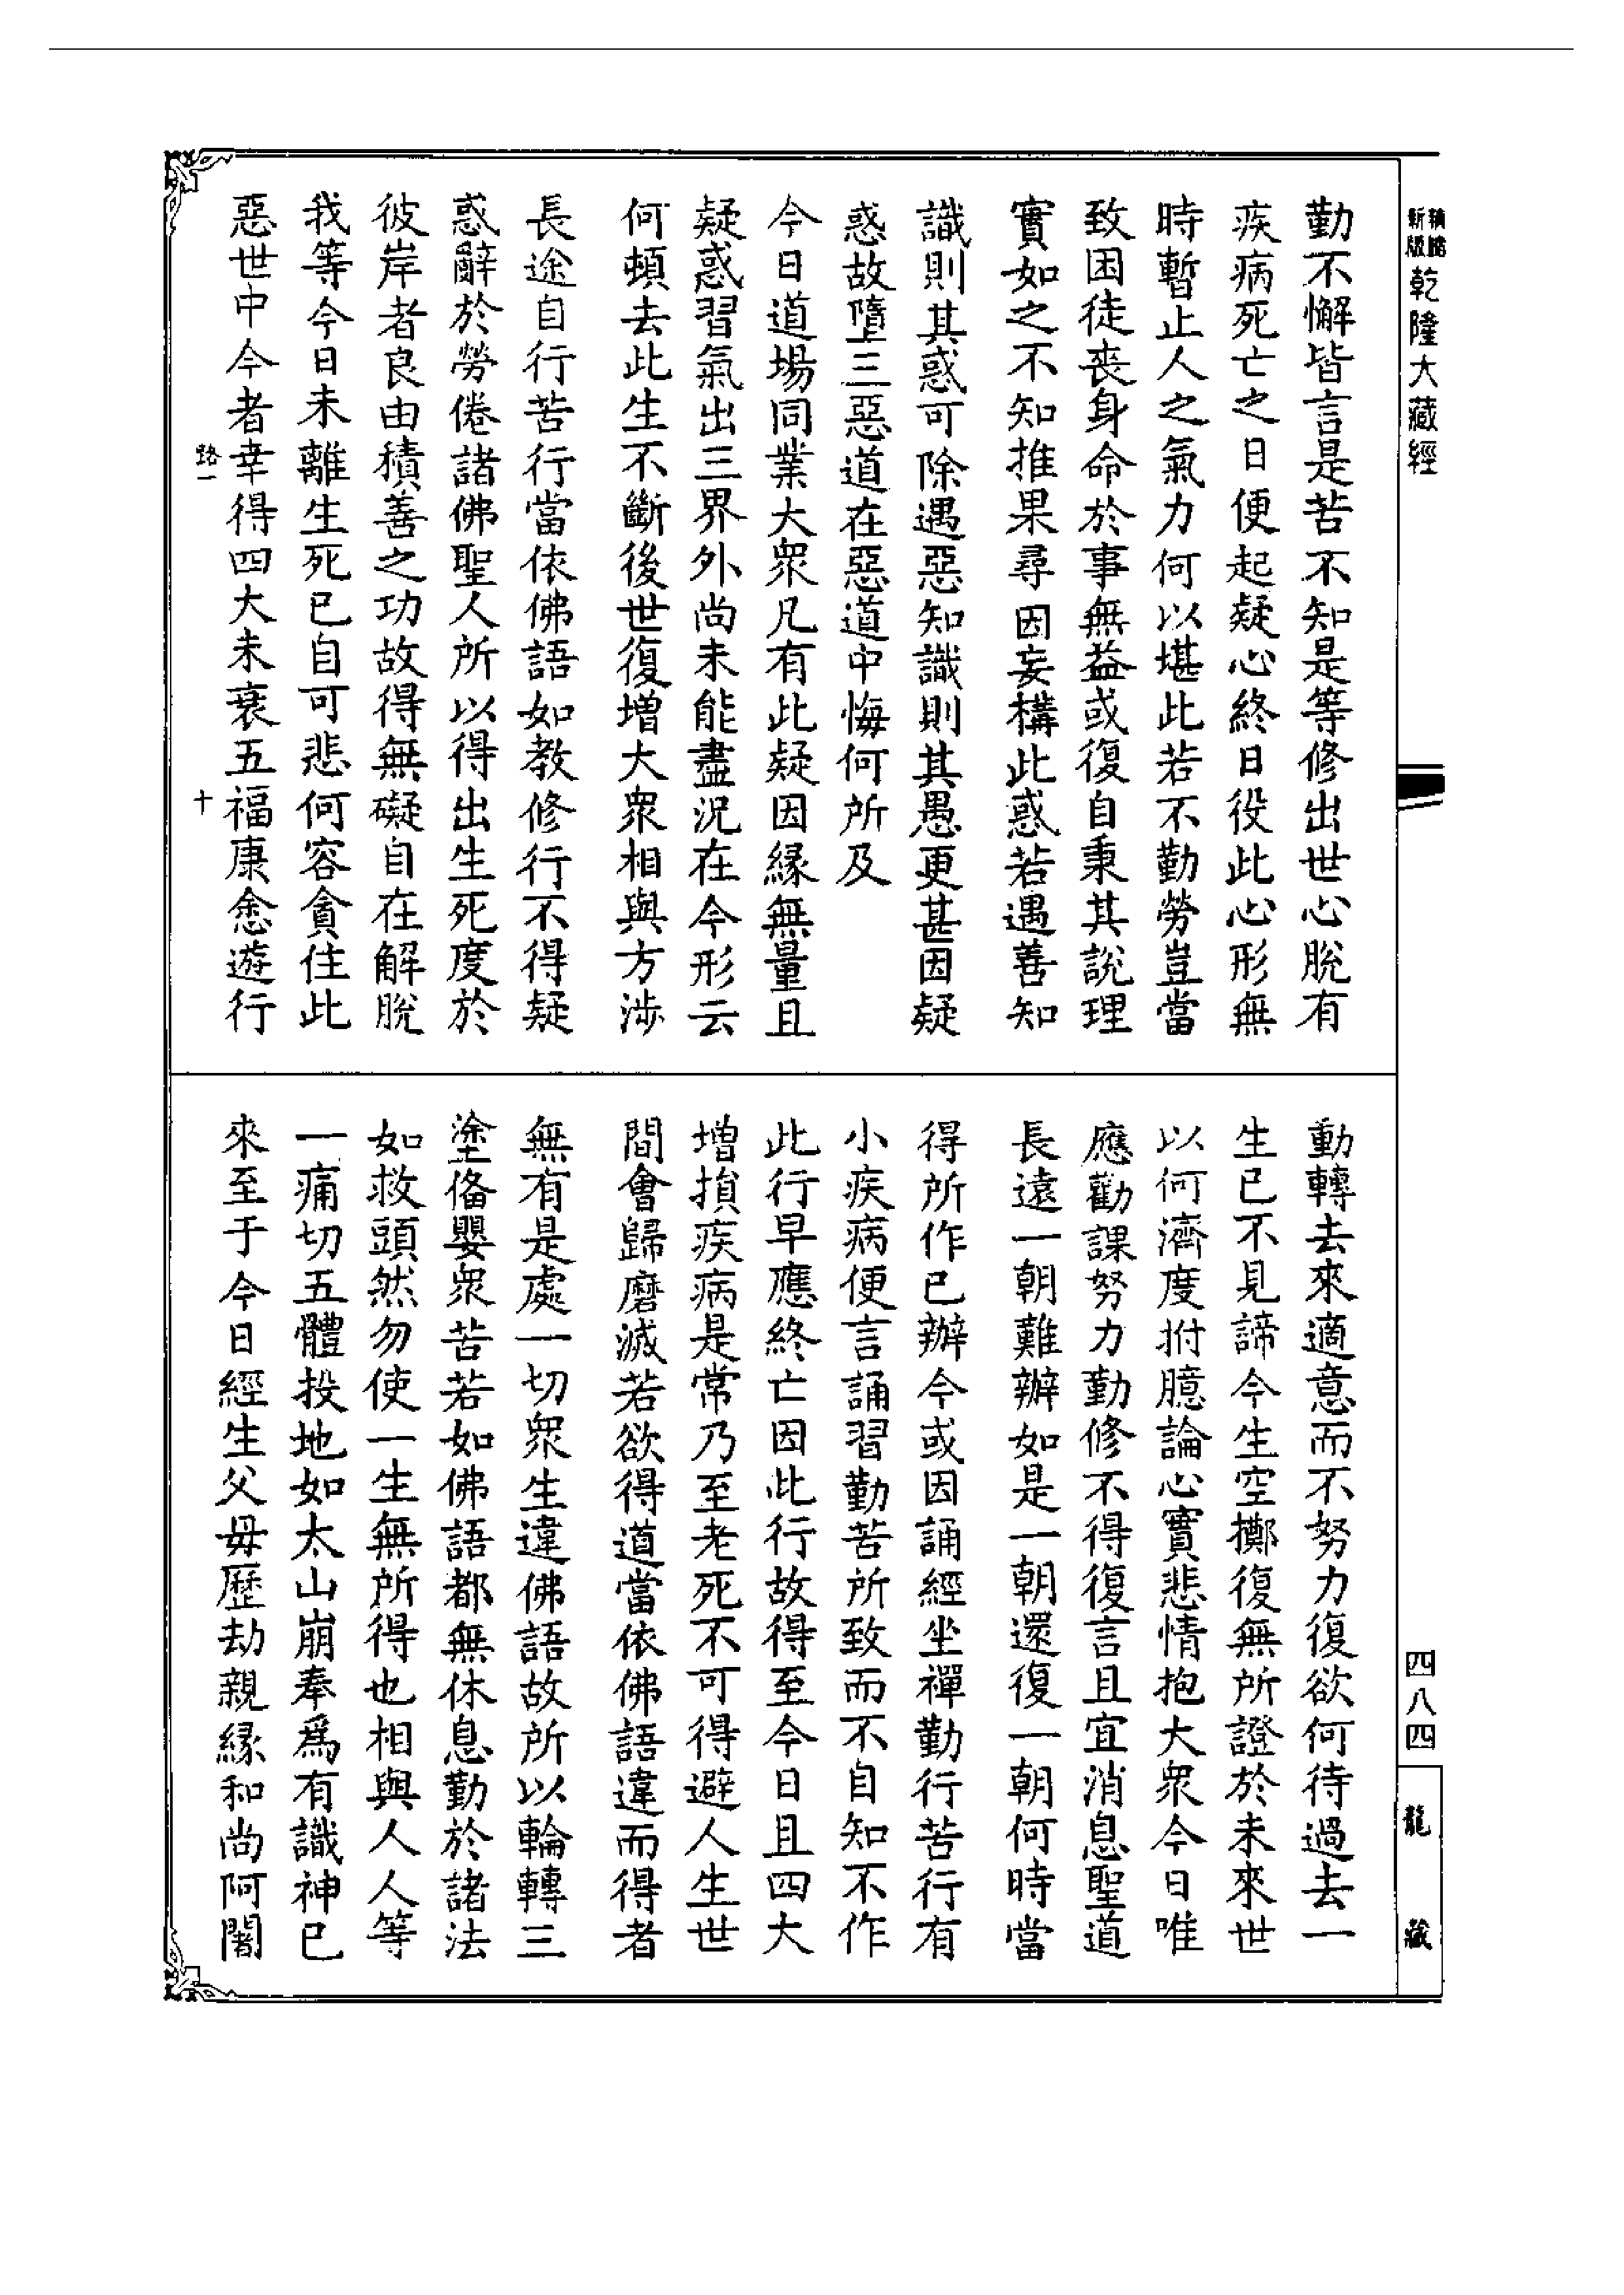 新版精縮乾隆大藏經
四八四
龍藏
勤不懈皆言是苦不知是等修出世心脫有
疾病死亡之日便起疑心終日役此心形無
時暫止人之氣力何以堪此若不勤勞豈當
致困徒喪身命於事無益或復自秉其說理
實如之不知推果尋因妄構此惑若遇善知
識則其惑可除遇惡知識則其愚更甚因疑
惑故墮三惡道在惡道中悔何所及
今日道場同業大眾凡有此疑因緣無量且
疑惑習氣出三界外尚未能盡況在今形云
何頓去此生不斷後世復增大眾相與方涉
長途自行苦行當依佛語如教修行不得疑
惑辭於勞倦諸佛聖人所以得出生死度於
彼岸者良由積善之功故得無礙自在解脫
我等今日未離生死已自可悲何容貪住此
惡世中今者幸得四大未衰五福康悆遊行
路一
十
動轉去來適意而不努力復欲何待過去一
生已不見諦今生空擲復無所證於未來世
以何濟度拊臆論心實悲情抱大眾今日唯
應勸課努力勤修不得復言且宜消息聖道
長遠一朝難辦如是一朝還復一朝何時當
得所作已辦今或因誦經坐禪勤行苦行有
小疾病便言誦習勤苦所致而不自知不作
此行早應終亡因此行故得至今日且四大
增損疾病是常乃至老死不可得避人生世
間會歸磨滅若欲得道當依佛語違而得者
無有是處一切眾生違佛語故所以輪轉三
塗備嬰眾苦若如佛語都無休息勤於諸法
如救頭然勿使一生無所得也相與人人等
一痛切五體投地如太山崩奉為有識神已
來至于今日經生父母歷劫親緣和尚阿闍